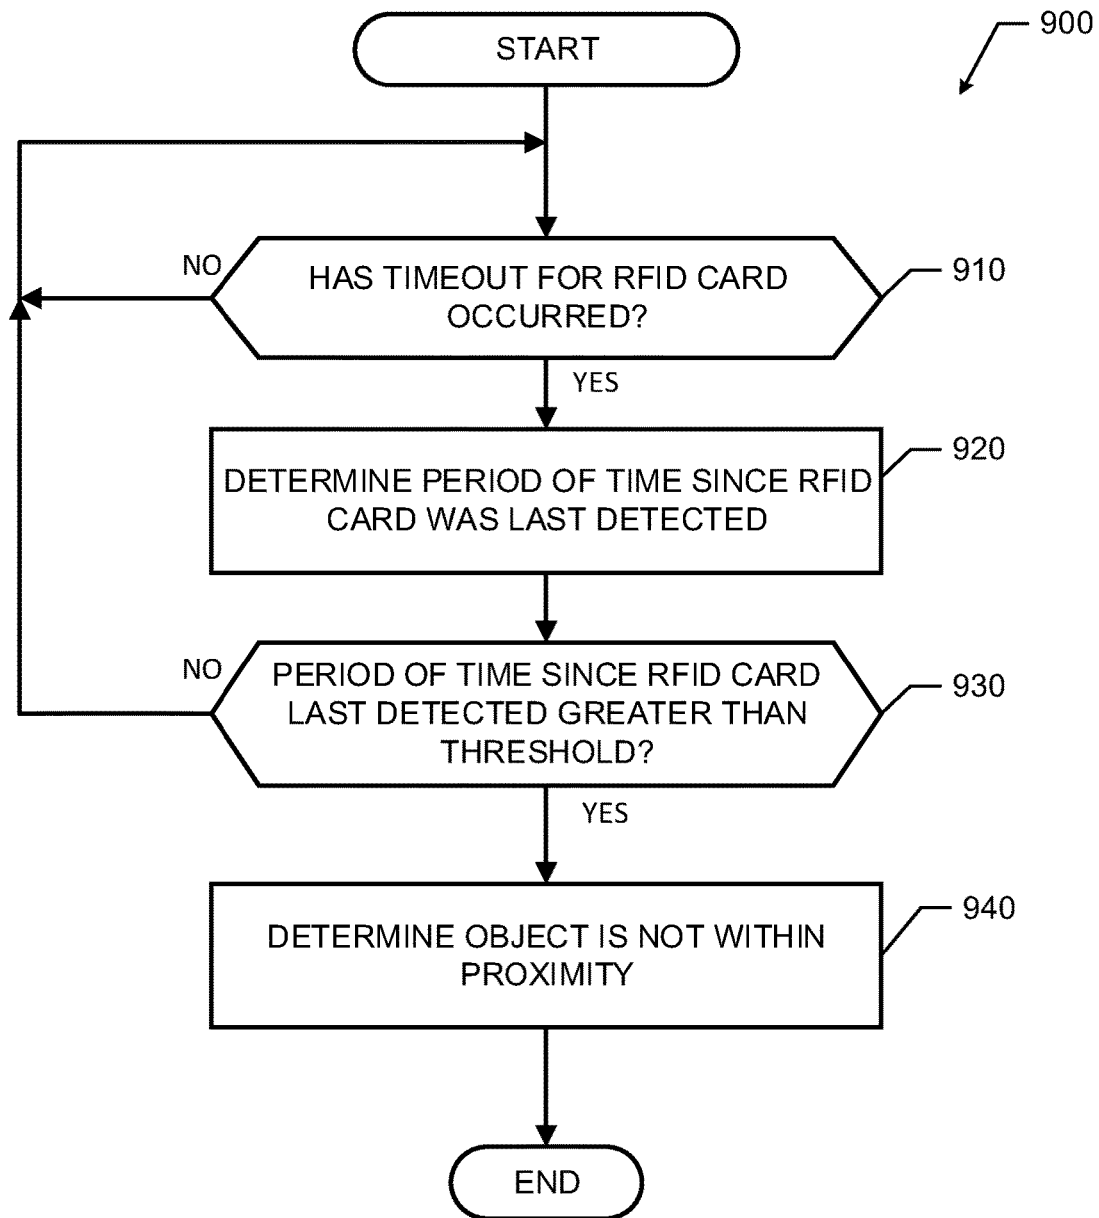 START
900
NO
HAS TIMEOUT FOR RFID CARD
OCCURRED?
910
YES
DETERMINE PERIOD OF TIME SINCE RFID
CARD WAS LAST DETECTED
920
NO
PERIOD OF TIME SINCE RFID CARD
LAST DETECTED GREATER THAN
THRESHOLD?
930
YES
DETERMINE OBJECT IS NOT WITHIN
PROXIMITY
940
END